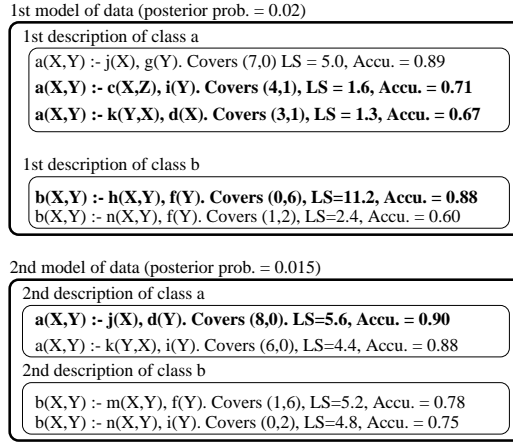 1st model of data (posterior prob. = 0.02)
1st description of class a
a(X,Y) :- j(X), g(Y). Covers (7,0) LS = 5.0, Accu. = 0.89
a(X,Y) :- c(X,Z), i(Y). Covers (4,1), LS = 1.6, Accu. = 0.71
a(X,Y) :- k(Y,X), d(X). Covers (3,1), LS = 1.3, Accu. = 0.67
1st description of class b
b(X,Y) :- h(X,Y), f(Y). Covers (0,6), LS=11.2, Accu. = 0.88
b(X,Y) :- n(X,Y), f(Y). Covers (1,2), LS=2.4, Accu. = 0.60
2nd model of data (posterior prob. = 0.015)
2nd description of class a
a(X,Y) :- j(X), d(Y). Covers (8,0). LS=5.6, Accu. = 0.90
a(X,Y) :- k(Y,X), i(Y). Covers (6,0), LS=4.4, Accu. = 0.88
2nd description of class b
b(X,Y) :- m(X,Y), f(Y). Covers (1,6), LS=5.2, Accu. = 0.78
b(X,Y) :- n(X,Y), i(Y). Covers (0,2), LS=4.8, Accu. = 0.75